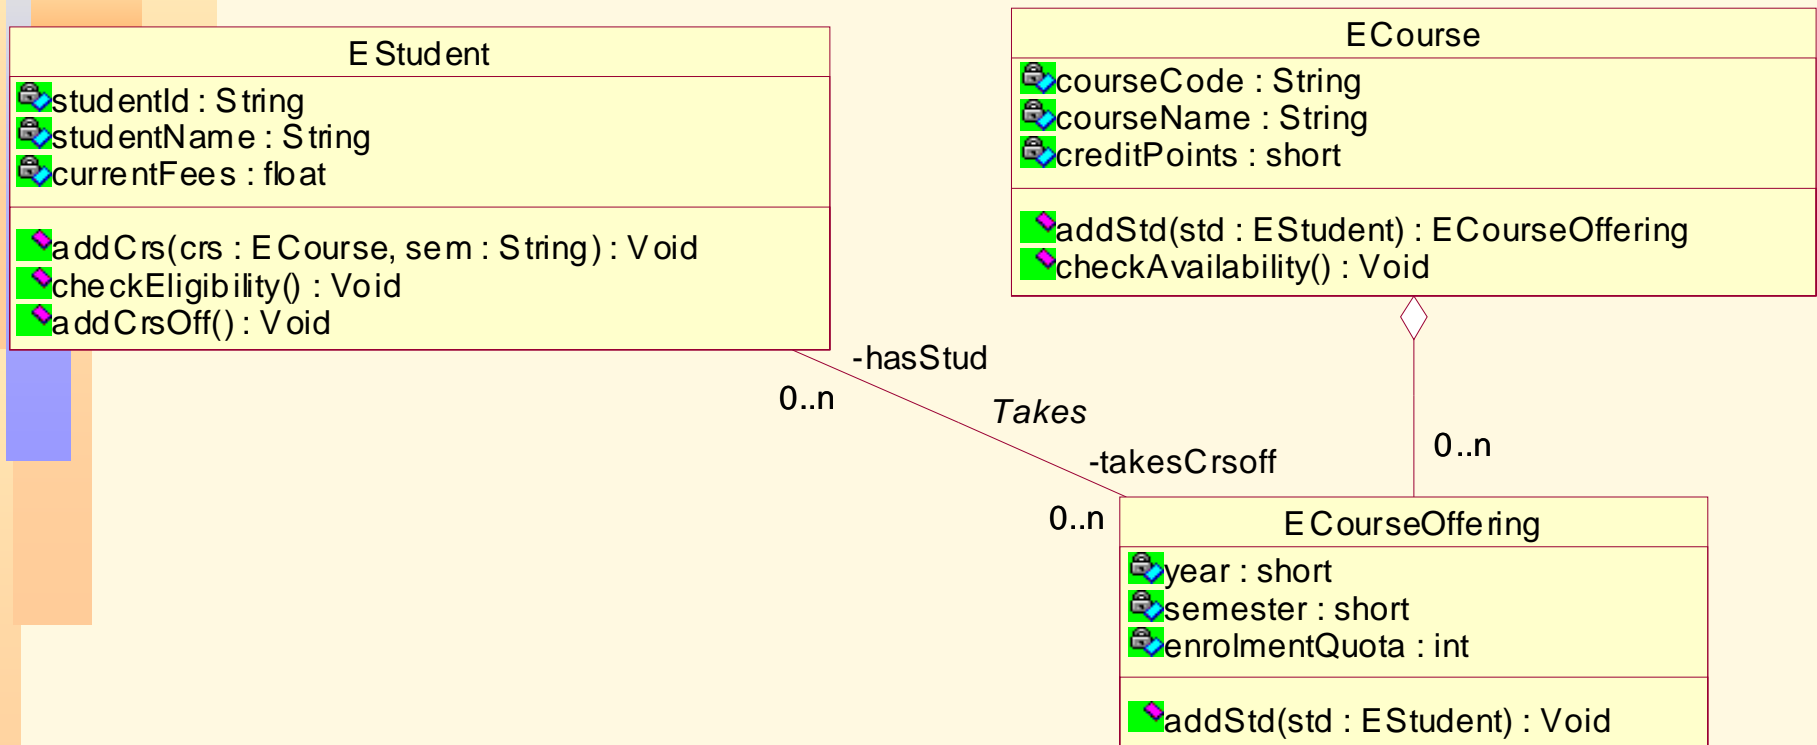 EStudent
studentId : String
studentName : String
currentFees : float
addCrs(crs : ECourse, sem : String) : Void
checkEligibility() : Void
addCrsOff() : Void
ECourse
courseCode : String
courseName : String
creditPoints : short
addStd(std : EStudent) : ECourseOffering
checkAvailability() : Void
-hasStud
0..n
Takes
-takesCrsoff
0..n
0..n
ECourseOffering
year : short
semester : short
enrolmentQuota : int
addStd(std : EStudent) : Void